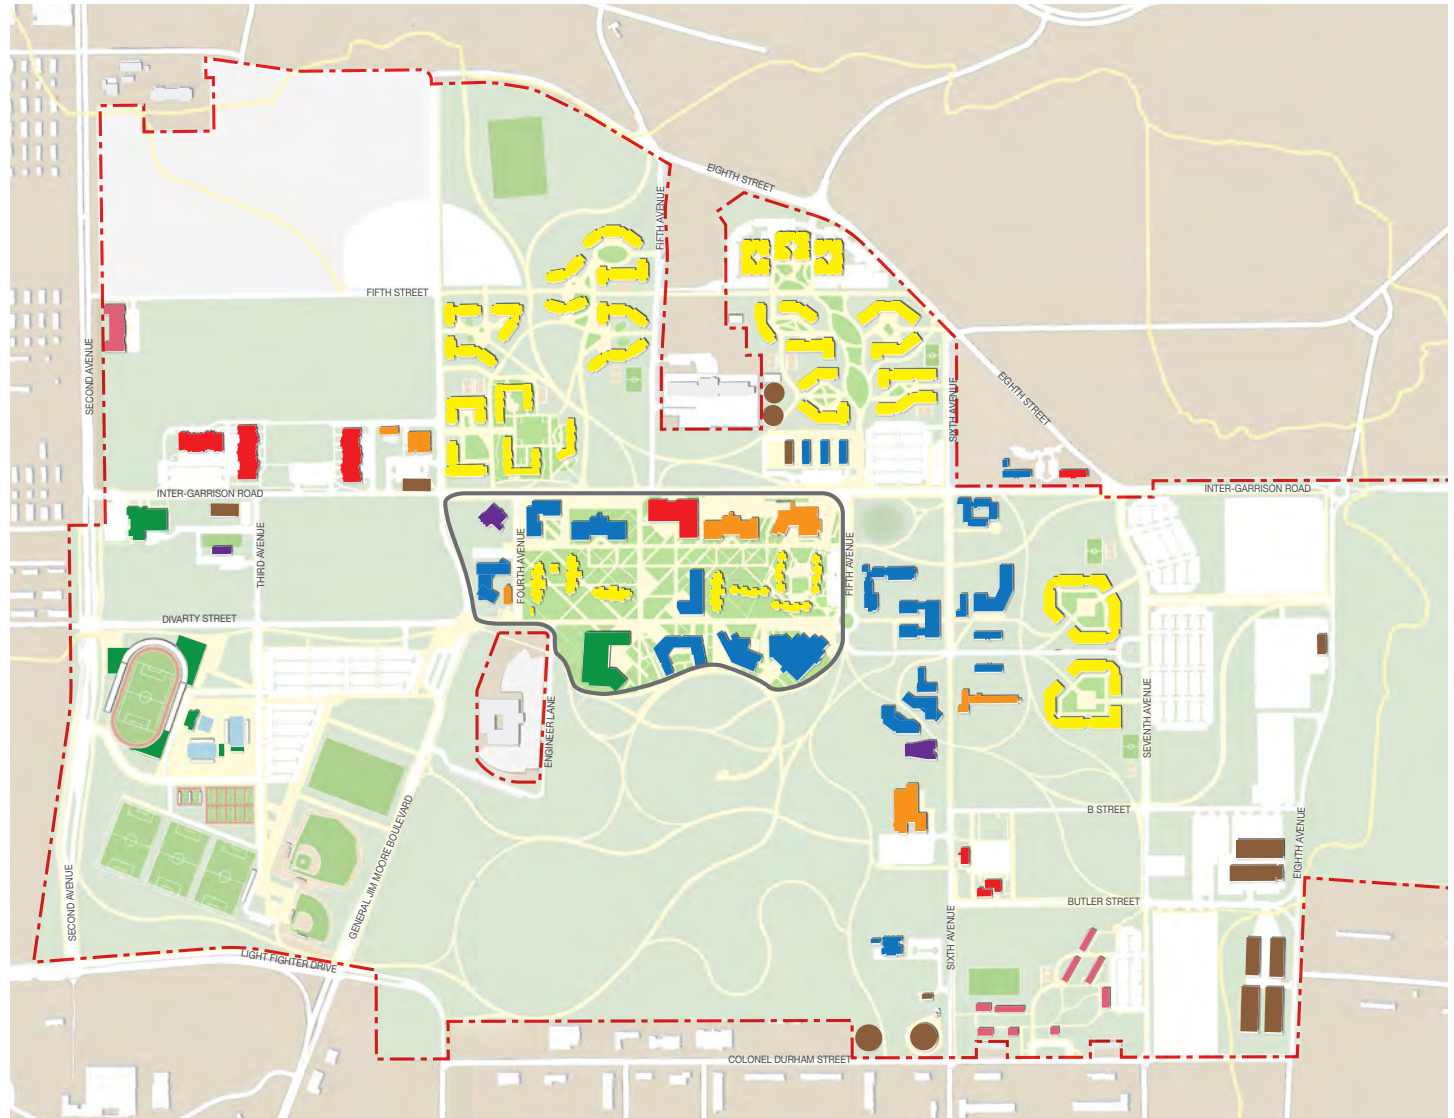 EIGHTH STREET
FIFTH AVENUE
FIFTH STREET
SECOND AVENUE
EIGHTH STREET
SIXTH AVENUE
INTER-GARRISON ROAD
INTER-GARRISON ROAD
THIRD AVENUE
FOURTH AVENUE
FIFTH AVENUE
DIVARTY STREET
ENGINEER LANE
SEVENTH AVENUE
B STREET
GENERAL JIM MOORE BOULEVARD
EIGHTH AVENUE
SECOND AVENUE
BUTLER STREET
SIXTH AVENUE
LIGHT FIGHTER DRIVE
COLONEL DURHAM STREET